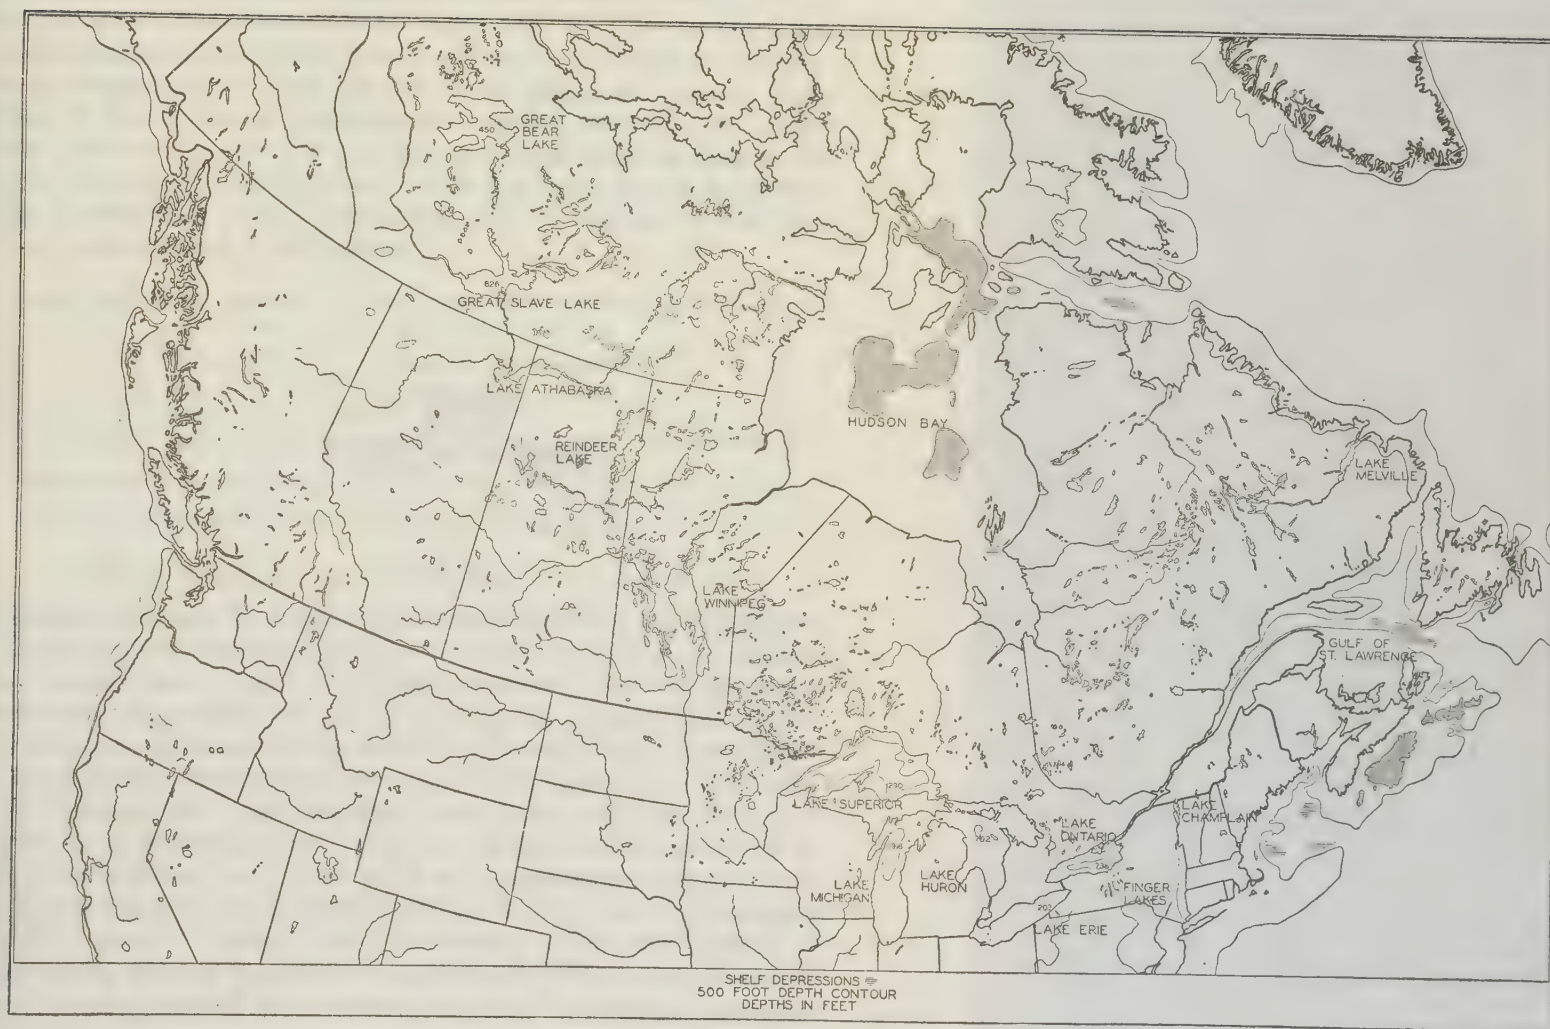 GREAT
BEAR
LAKE
450
626
GREAT SLAVE LAKE
LAKE ATHABASKA
REINDEER
LAKE
HUDSON BAY
LAKE
MELVILLE
LAKE
WINNIPEG
GULF OF
ST. LAWRENCE
1290
LAKE SUPERIOR
LAKE
CHAMPLAIN
LAKE
ONTARIO
LAKE
HURON
LAKE
MICHIGAN
FINGER
LAKES
LAKE ERIE
SHELF DEPRESSIONS
500 FOOT DEPTH CONTOUR
DEPTHS IN FEET